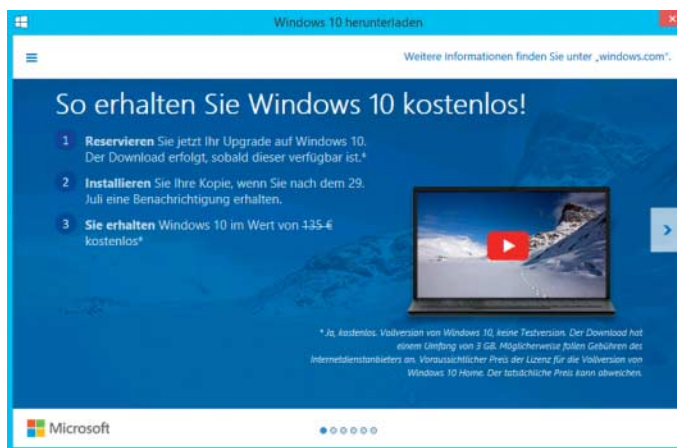 Windows 10 herunterladen
Weitere Informationen finden Sie unter „windows.com".
So erhalten Sie Windows 10 kostenlos!
1 Reservieren Sie jetzt Ihr Upgrade auf Windows 10.
Der Download erfolgt, sobald dieser verfügbar ist.*
2 Installieren Sie Ihre Kopie, wenn Sie nach dem 29.
Juli eine Benachrichtigung erhalten.
3 Sie erhalten Windows 10 im Wert von 135 €
kostenlos*
* Ja, kostenlos. Vollversion von Windows 10, keine Testversion. Der Download hat
einem Umfang von 3 GB. Möglicherweise fallen Gebühren des
Internetdienstanbieters an. Voraussichtlicher Preis der Lizenz für die Vollversion von
Windows 10 Home. Der tatsächliche Preis kann abweichen.
Microsoft